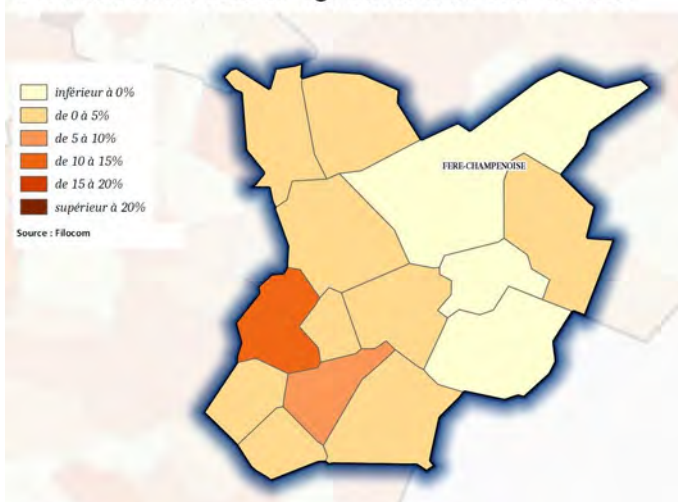 inférieur à 0%
de 0 à 5%
de 5 à 10%
de 10 à 15%
de 15 à 20%
supérieur à 20%
Source : Filocom
FERE-CHAMPENOISE